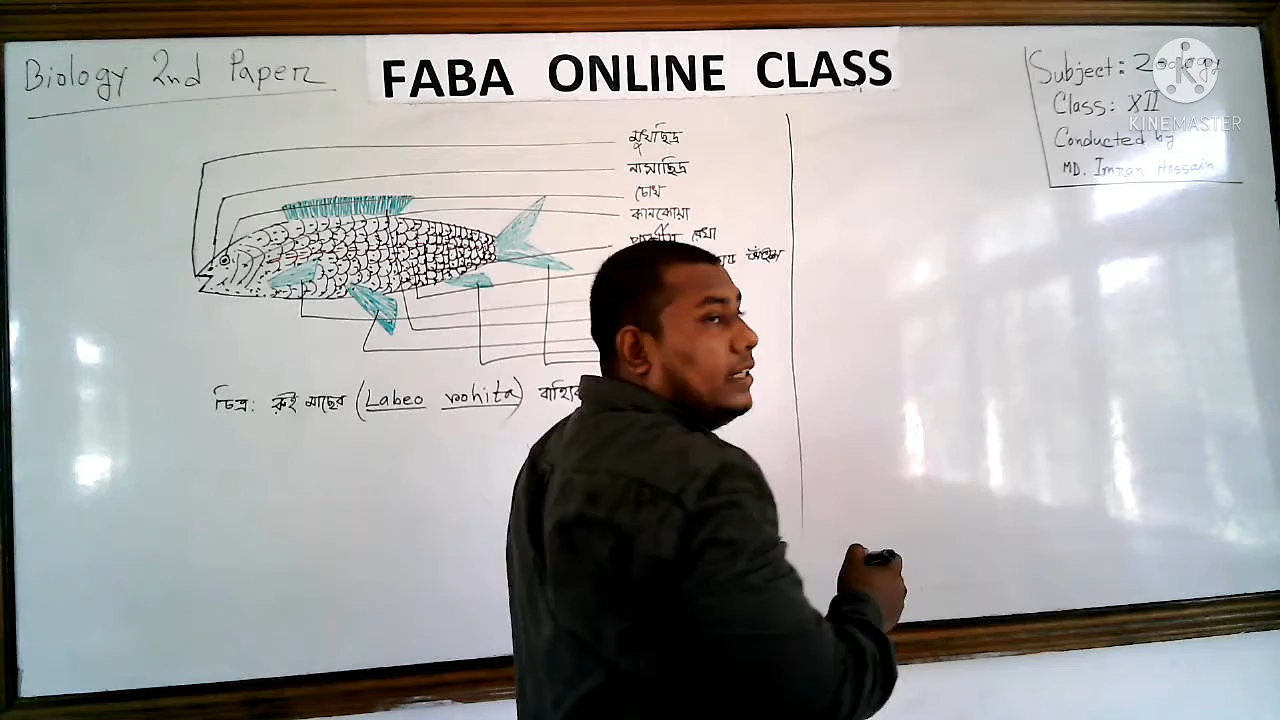 Biology 2nd Paper
FABA ONLINE CLASS
Subject: Zoology
Class: XII
Conducted by
MD. Imran Hossain
KINEMASTER
মুখছিদ্র
নাসাছিদ্র
চোখ
কানকোয়া
রেখা
আঁইশ
চিত্র: রুই মাছের (Labeo rohita)